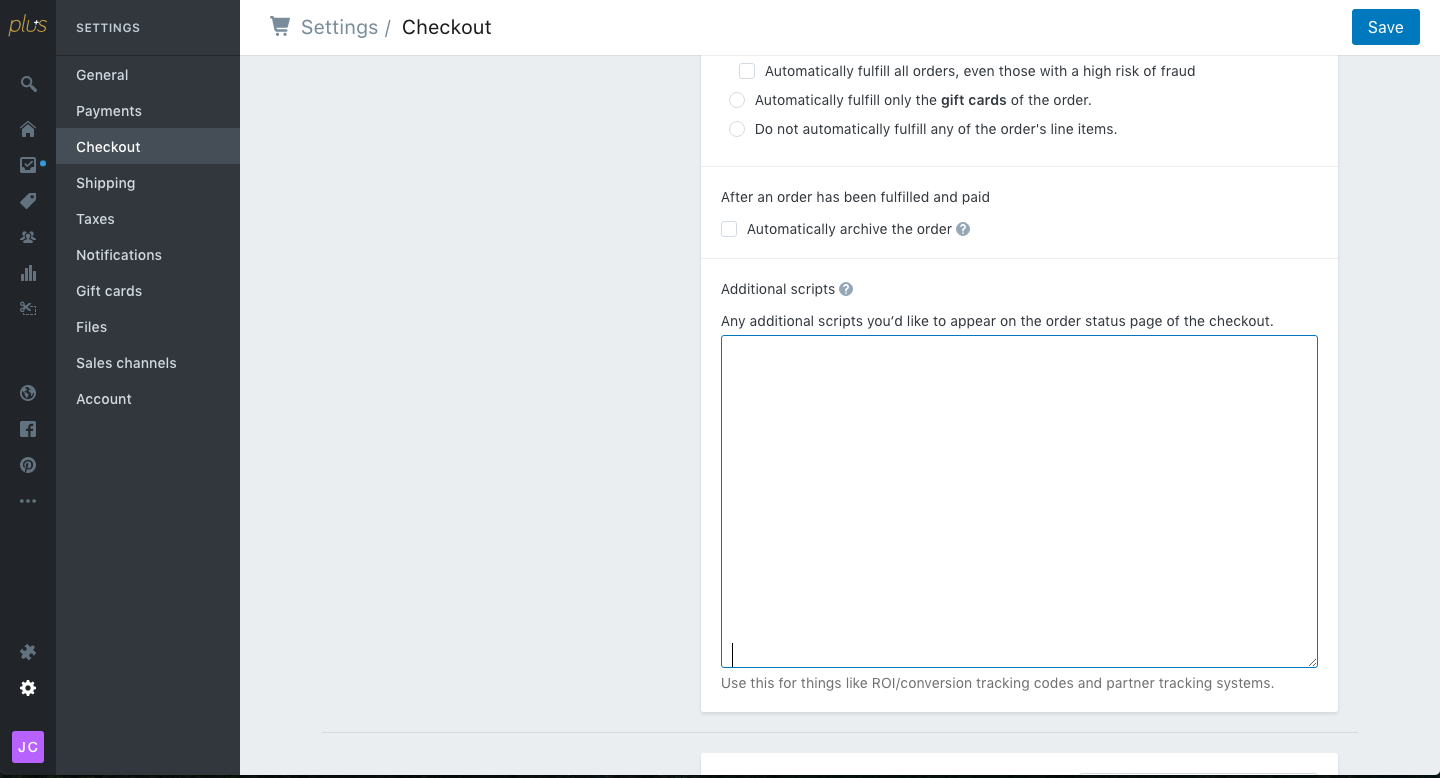 plus
SETTINGS
General
Payments
Checkout
Shipping
Taxes
Notifications
Gift cards
Files
Sales channels
Account
JC
Settings / Checkout
Save
Automatically fulfill all orders, even those with a high risk of fraud
Automatically fulfill only the gift cards of the order.
Do not automatically fulfill any of the order's line items.
After an order has been fulfilled and paid
Automatically archive the order ?
Additional scripts ?
Any additional scripts you’d like to appear on the order status page of the checkout.
Use this for things like ROI/conversion tracking codes and partner tracking systems.